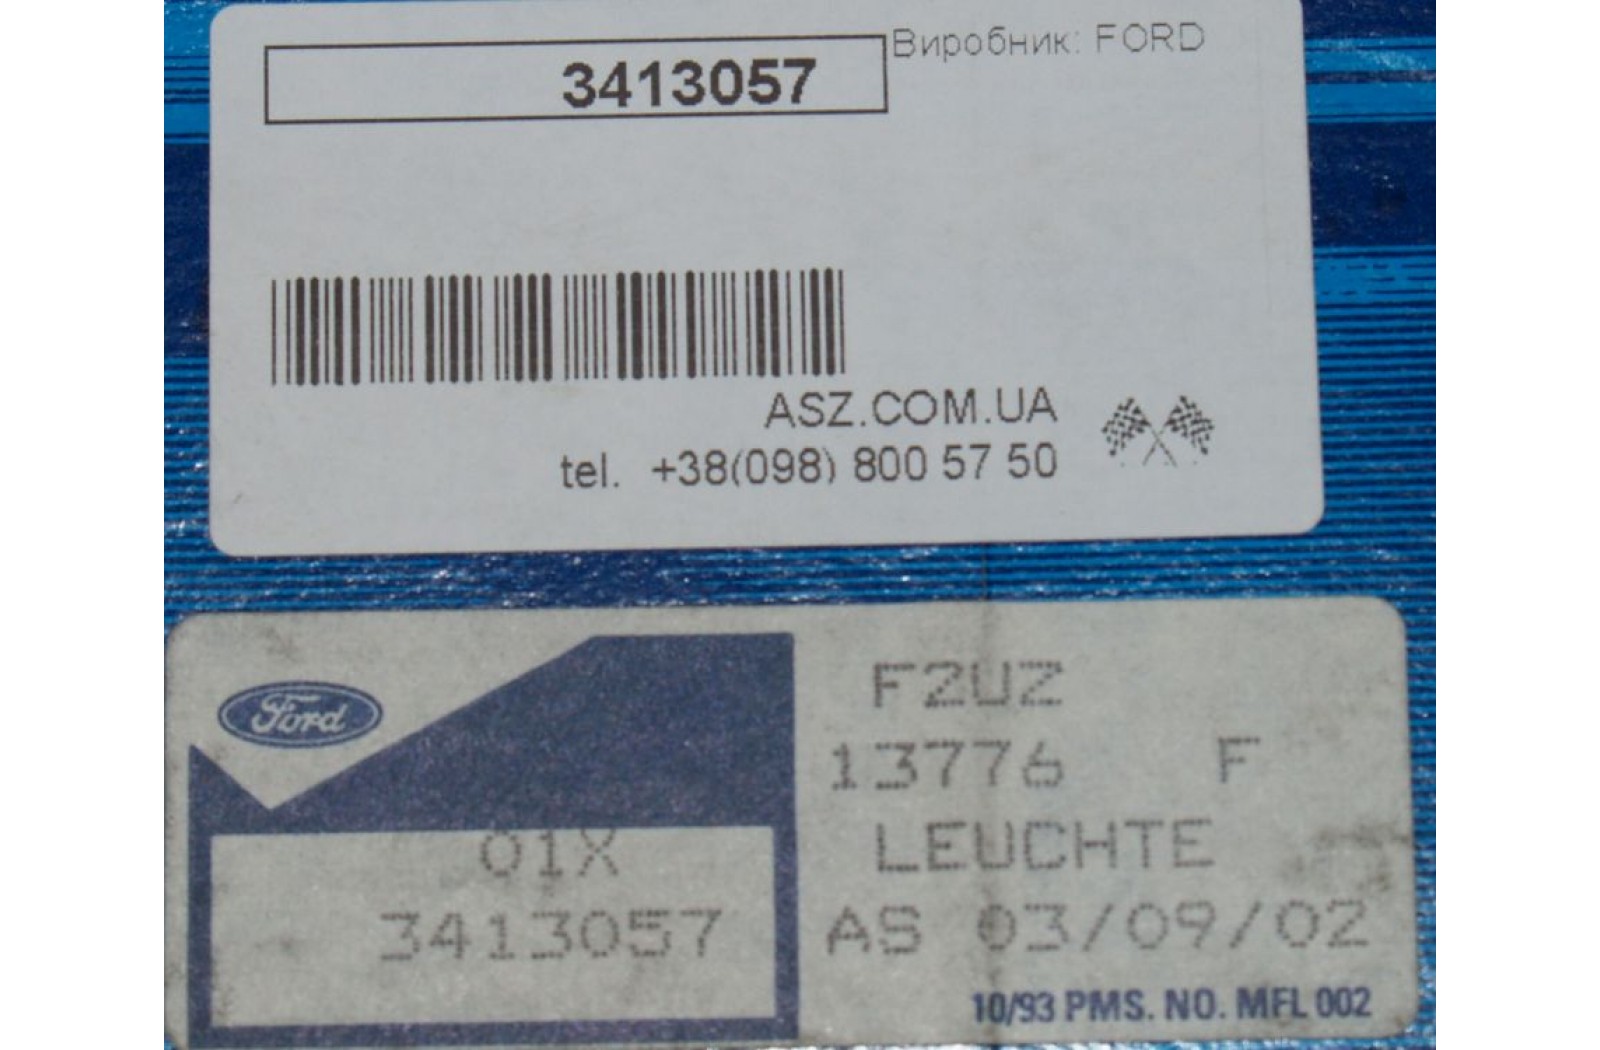 Виробник: FORD
3413057
ASZ.COM.UA
tel. +38(098) 800 57 50
Ford
F2UZ
13776 F
LEUCHTE
AS 03/09/02
01X
3413057
10/93 PMS. NO. MFL 002